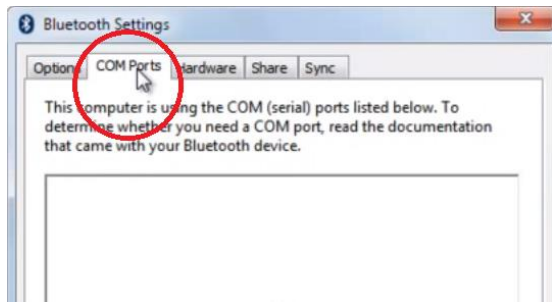 Bluetooth Settings
Options COM Ports Hardware Share Sync
This computer is using the COM (serial) ports listed below. To
determine whether you need a COM port, read the documentation
that came with your Bluetooth device.